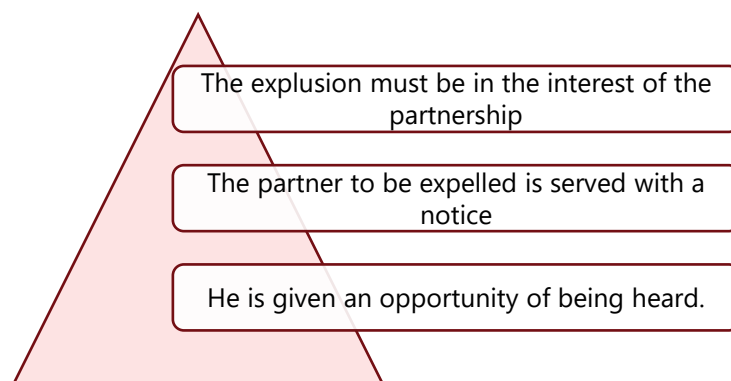 The explusion must be in the interest of the
partnership
The partner to be expelled is served with a
notice
He is given an opportunity of being heard.